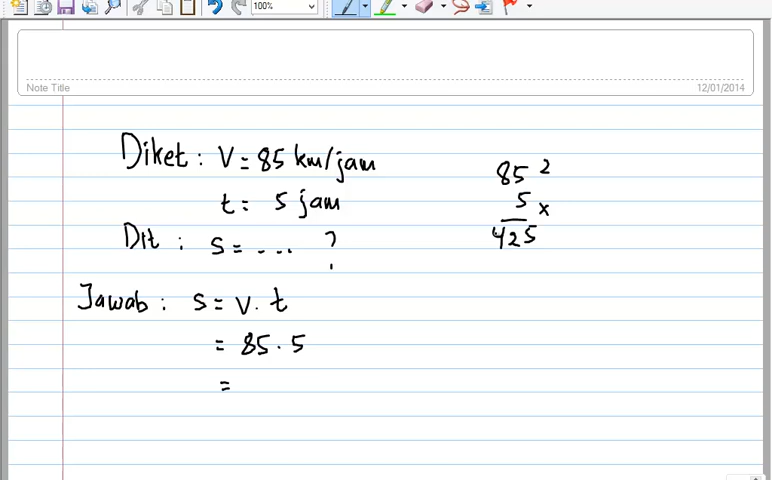 100%
Note Title
12/01/2014
Diket : V = 85 km/jam
t = 5 jam
Dit : S = .... ?
Jawab : S = V . t
= 85 . 5
=
85 2
5 x
425